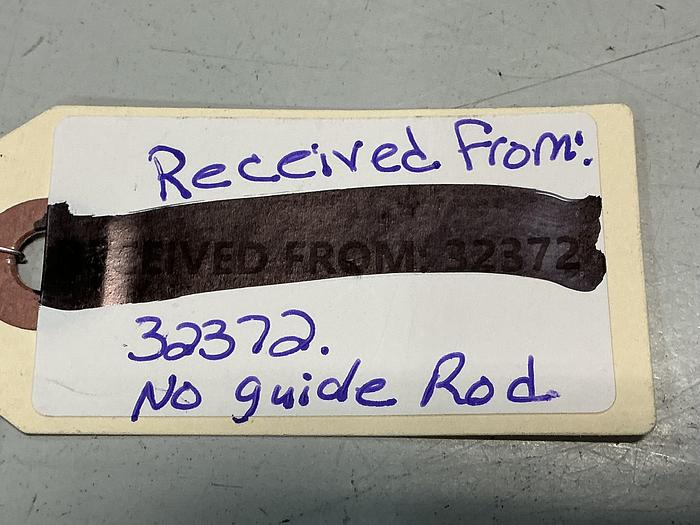 Received From:
RECEIVED FROM: 32372
32372.
No guide Rod